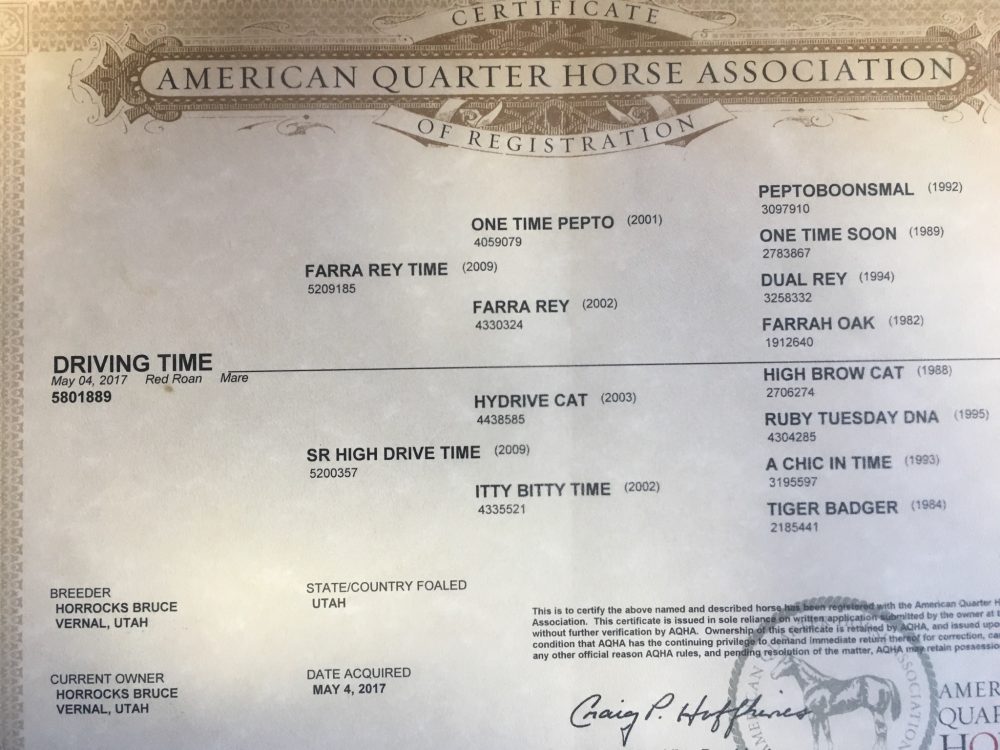 CERTIFICATE
AMERICAN QUARTER HORSE ASSOCIATION
OF REGISTRATION
PEPTOBOONSMAL (1992)
3097910
ONE TIME PEPTO (2001)
4059079
ONE TIME SOON (1989)
2783867
FARRA REY TIME (2009)
5209185
DUAL REY (1994)
3258332
FARRA REY (2002)
4330324
FARRAH OAK (1982)
1912640
DRIVING TIME
May 04, 2017 Red Roan Mare
5801889
HIGH BROW CAT (1988)
2706274
HYDRIVE CAT (2003)
4438585
RUBY TUESDAY DNA (1995)
4304285
SR HIGH DRIVE TIME (2009)
5200357
A CHIC IN TIME (1993)
3195597
ITTY BITTY TIME (2002)
4335521
TIGER BADGER (1984)
2185441
BREEDER
HORROCKS BRUCE
VERNAL, UTAH
STATE/COUNTRY FOALED
UTAH
CURRENT OWNER
HORROCKS BRUCE
VERNAL, UTAH
DATE ACQUIRED
MAY 4, 2017
This is to certify the above named and described horse has been registered with the American Quarter H
Association. This certificate is issued in sole reliance on written application submitted by the owner at t
without further verification by AQHA. Ownership of this certificate is retained by AQHA, and issued upo
condition that AQHA has the continuing privilege to demand immediate return thereof for correction, ca
any other official reason AQHA rules, and pending resolution of the matter, AQHA may retain possessio
Craig P. Huffhines
AMERICAN Q
ASSOCIATION
AMER
QUAR
HO